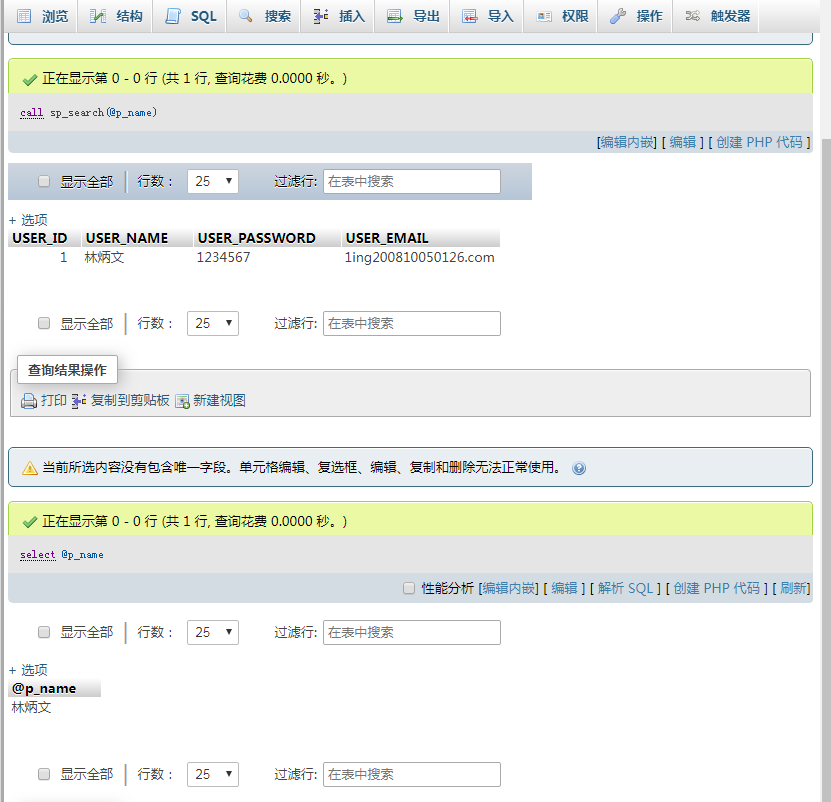 浏览 结构 SQL 搜索 插入 导出 导入 权限 操作 触发器
正在显示第 0 - 0 行 (共 1 行, 查询花费 0.0000 秒。)
call sp_search(@p_name)
[编辑内嵌] [ 编辑 ] [ 创建 PHP 代码 ]
显示全部 行数： 25 过滤行: 在表中搜索
+ 选项
USER_ID USER_NAME USER_PASSWORD USER_EMAIL
1 林炳文 1234567 1ing200810050126.com
显示全部 行数： 25 过滤行: 在表中搜索
查询结果操作
打印 复制到剪贴板 新建视图
当前所选内容没有包含唯一字段。单元格编辑、复选框、编辑、复制和删除无法正常使用。
正在显示第 0 - 0 行 (共 1 行, 查询花费 0.0000 秒。)
select @p_name
性能分析 [编辑内嵌] [ 编辑 ] [ 解析 SQL ] [ 创建 PHP 代码 ] [ 刷新]
显示全部 行数： 25 过滤行: 在表中搜索
+ 选项
@p_name
林炳文
显示全部 行数： 25 过滤行: 在表中搜索